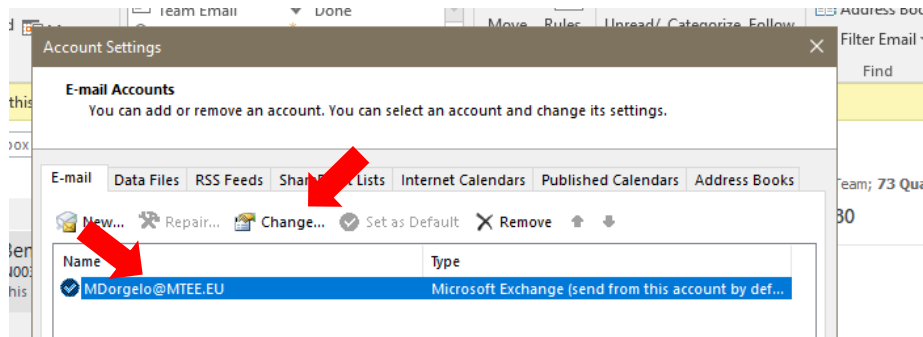 Team Email
Done
Move Rules Unread/ Categorize Follow
Address Boo
Filter Email
Find
Account Settings
E-mail Accounts
You can add or remove an account. You can select an account and change its settings.
this
E-mail Data Files RSS Feeds Lists Internet Calendars Published Calendars Address Books
Team; 73 Qua
New... Repair... Change... Set as Default Remove
30
Name Type
MDorgelo@MTEE.EU Microsoft Exchange (send from this account by def...
his